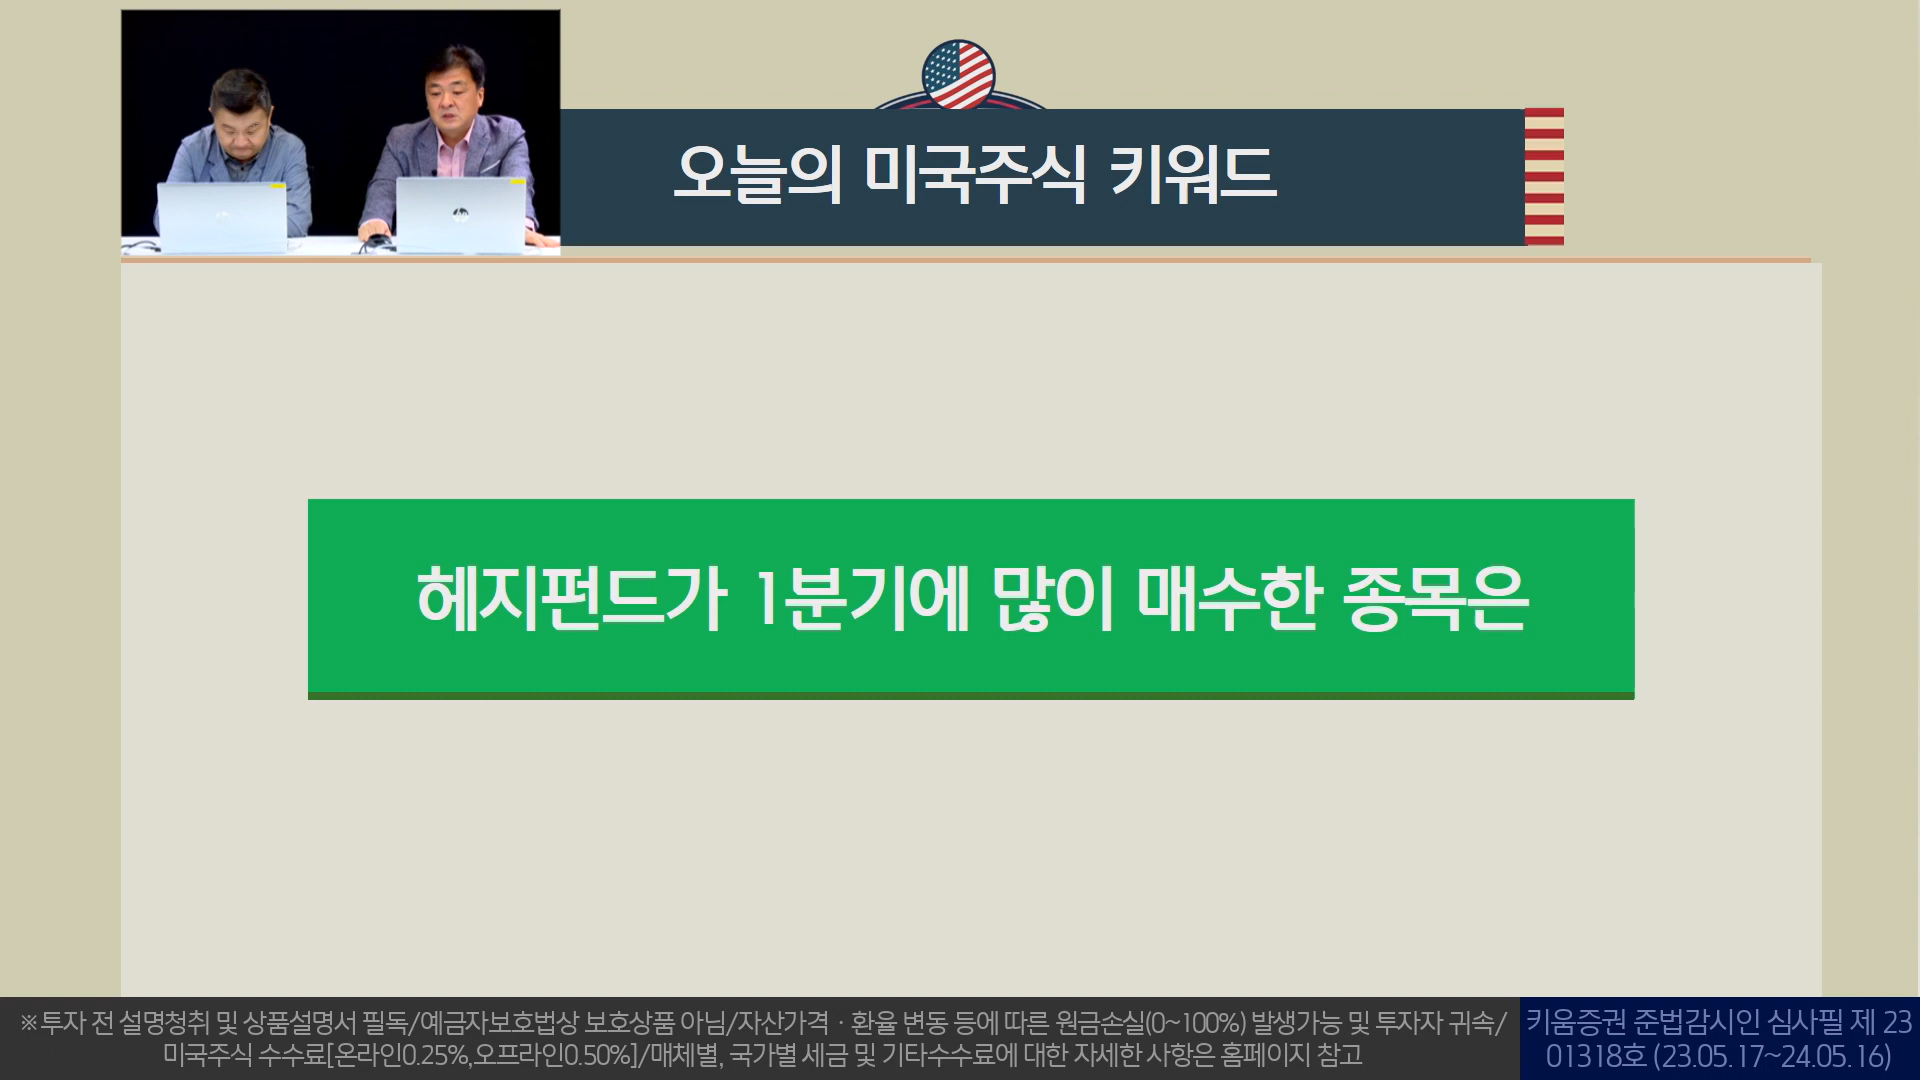 오늘의 미국주식 키워드
헤지펀드가 1분기에 많이 매수한 종목은
※투자 전 설명청취 및 상품설명서 필독/예금자보호법상 보호상품 아님/자산가격 · 환율 변동 등에 따른 원금손실(0~100%) 발생가능 및 투자자 귀속/
미국주식 수수료[온라인0.25%,오프라인0.50%]/매체별, 국가별 세금 및 기타수수료에 대한 자세한 사항은 홈페이지 참고
키움증권 준법감시인 심사필 제 23
01318호 (23.05.17~24.05.16)